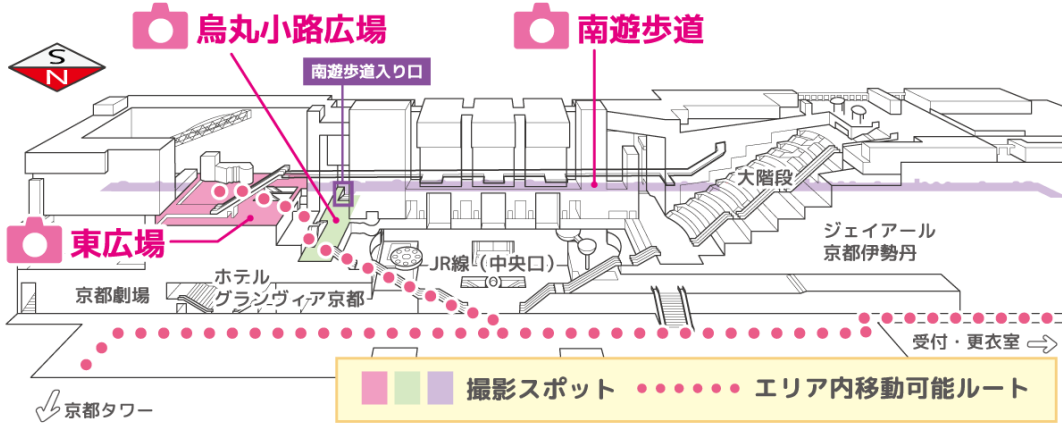 烏丸小路広場
南遊歩道
S
N
南遊歩道入り口
大階段
東広場
ジェイアール
京都伊勢丹
JR線（中央口）
ホテル
グランヴィア京都
京都劇場
受付・更衣室
撮影スポット
エリア内移動可能ルート
京都タワー